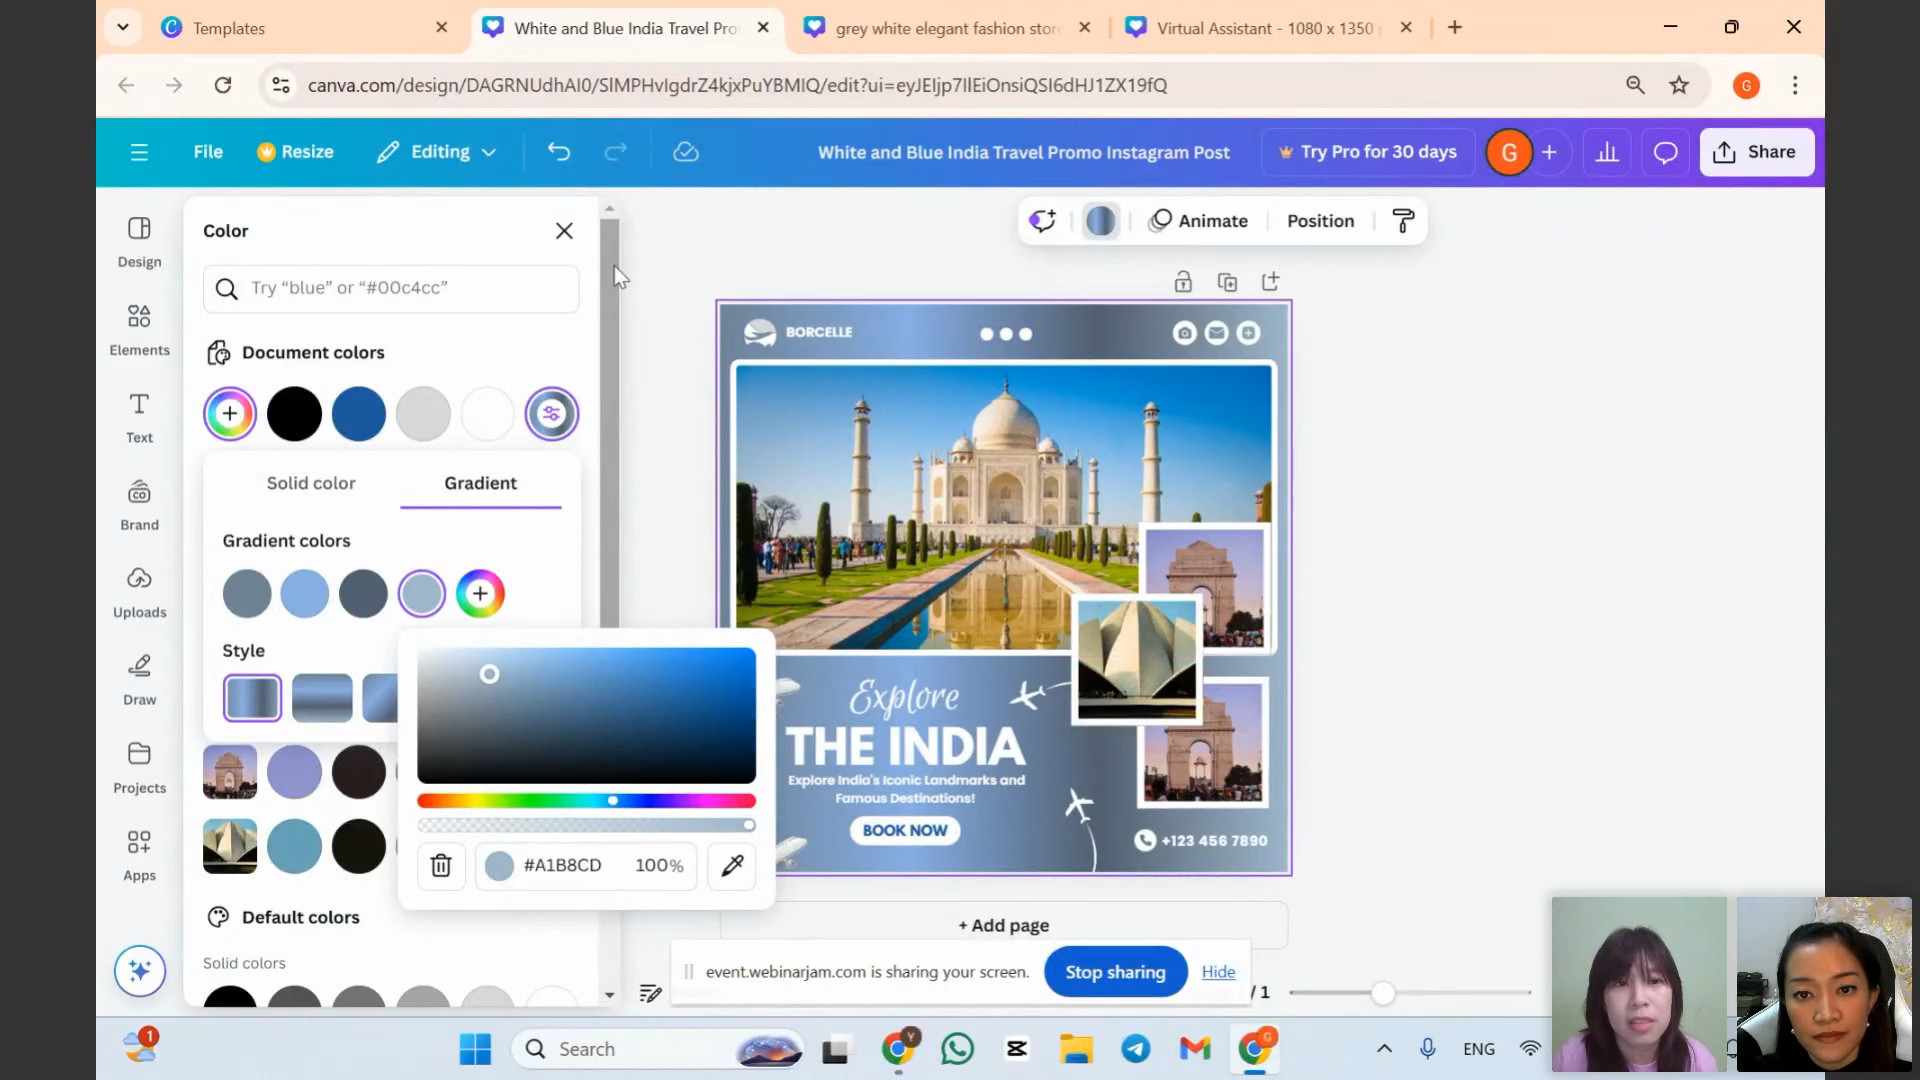 Templates
White and Blue India Travel Pro
grey white elegant fashion stor
Virtual Assistant - 1080 x 1350
canva.com/design/DAGRNUdhAI0/SlMPHvIgdrZ4kjxPuYBMIQ/edit?ui=eyJEIjp7IlEiOnsiQSI6dHJ1ZX19fQ
G
File
Resize
Editing
White and Blue India Travel Promo Instagram Post
Try Pro for 30 days
G
Share
Design
Elements
Text
Brand
Uploads
Draw
Projects
Apps
Color
Try “blue” or “#00c4cc”
Document colors
Solid color
Gradient
Gradient colors
Style
#A1B8CD
100%
Default colors
Solid colors
Animate
Position
BORCELLE
Explore
THE INDIA
Explore India's Iconic Landmarks and
Famous Destinations!
BOOK NOW
+123 456 7890
+ Add page
event.webinarjam.com is sharing your screen.
Stop sharing
Hide
/ 1
1
Search
Y
G
ENG